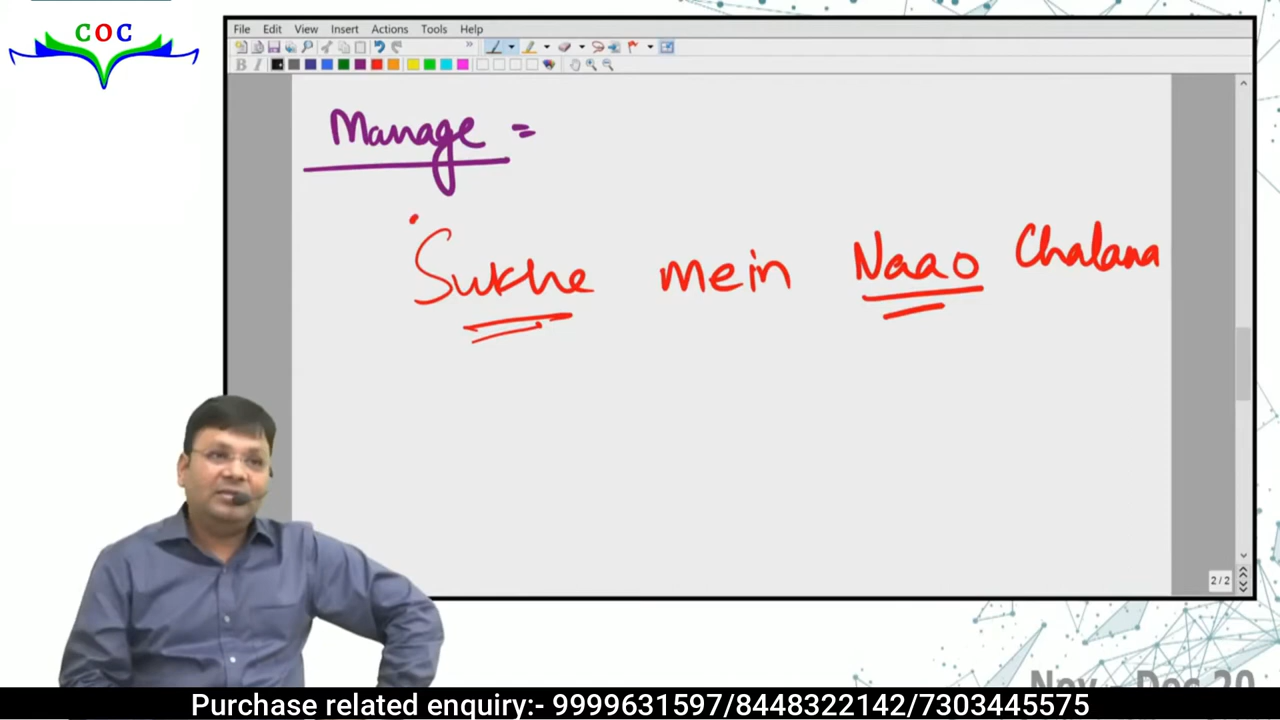 COC
File Edit View Insert Actions Tools Help
B I
Manage =
Sukhe mein Naao Chalana
2 / 2
Purchase related enquiry:- 9999631597/8448322142/7303445575